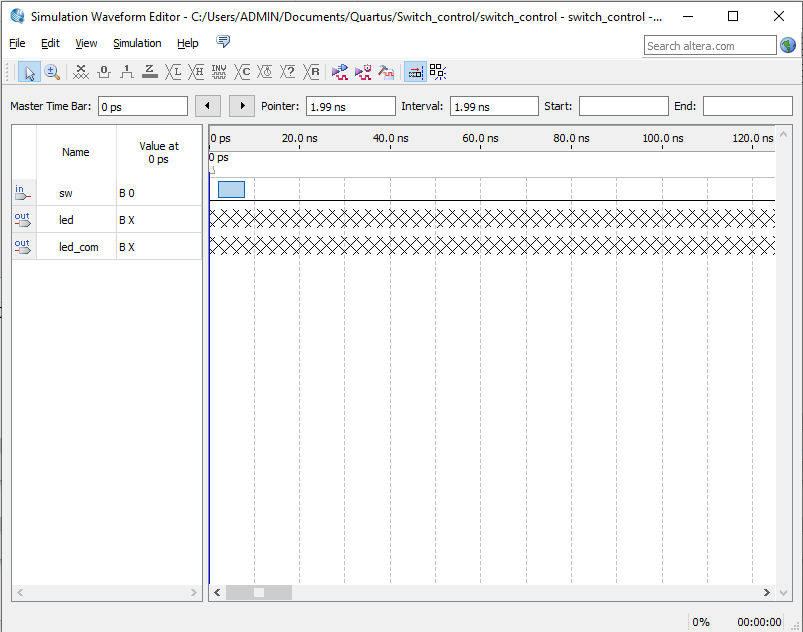 Simulation Waveform Editor - C:/Users/ADMIN/Documents/Quartus/Switch_control/switch_control - switch_control -...
File Edit View Simulation Help
Search altera.com
Master Time Bar: 0 ps Pointer: 1.99 ns Interval: 1.99 ns Start: End:
Name Value at
0 ps
0 ps 20.0 ns 40.0 ns 60.0 ns 80.0 ns 100.0 ns 120.0 ns
0 ps
in sw B 0
out led B X
out led_com B X
0% 00:00:00